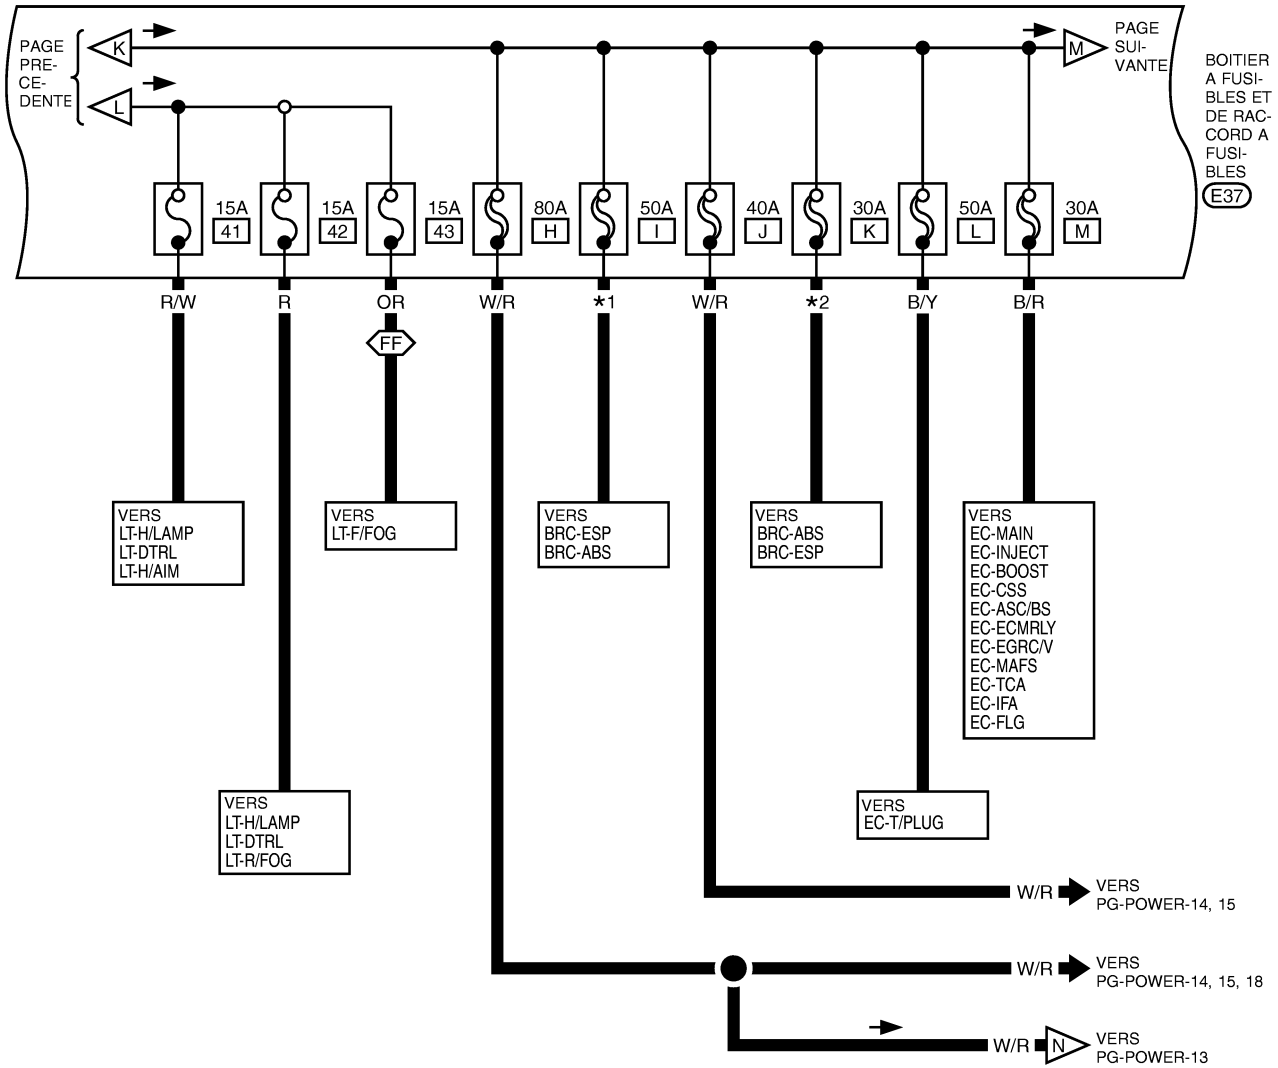 PAGE
PRE-
CE-
DENTE
K
L
M
PAGE
SUI-
VANTE
BOITIER
A FUSI-
BLES ET
DE RAC-
CORD A
FUSI-
BLES
E37
15A
41
15A
42
15A
43
80A
H
50A
I
40A
J
30A
K
50A
L
30A
M
R/W
R
OR
W/R
*1
W/R
*2
B/Y
B/R
FF
VERS
LT-H/LAMP
LT-DTRL
LT-H/AIM
VERS
LT-F/FOG
VERS
BRC-ESP
BRC-ABS
VERS
BRC-ABS
BRC-ESP
VERS
EC-MAIN
EC-INJECT
EC-BOOST
EC-CSS
EC-ASC/BS
EC-ECMRLY
EC-EGRC/V
EC-MAFS
EC-TCA
EC-IFA
EC-FLG
VERS
LT-H/LAMP
LT-DTRL
LT-R/FOG
VERS
EC-T/PLUG
W/R
VERS
PG-POWER-14, 15
W/R
VERS
PG-POWER-14, 15, 18
W/R
N
VERS
PG-POWER-13